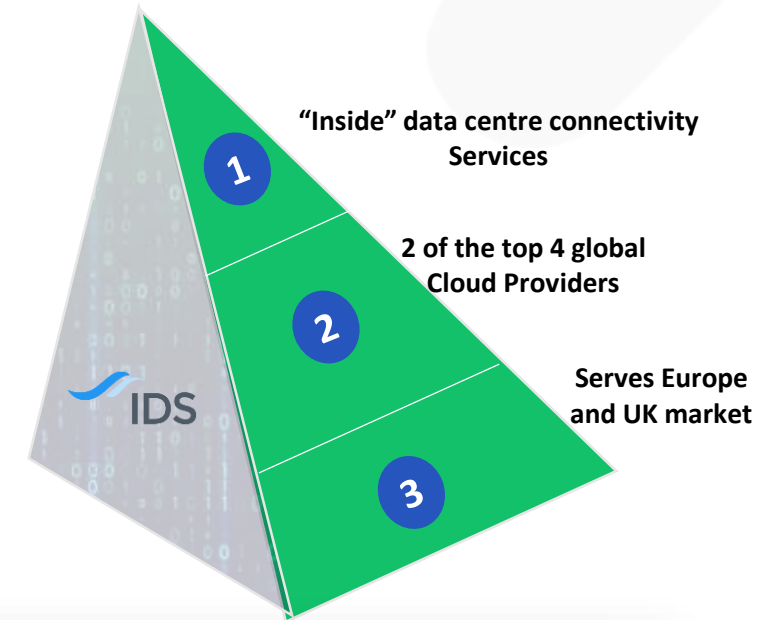 “Inside” data centre connectivity
Services
1
2 of the top 4 global
Cloud Providers
2
Serves Europe
and UK market
IDS
3